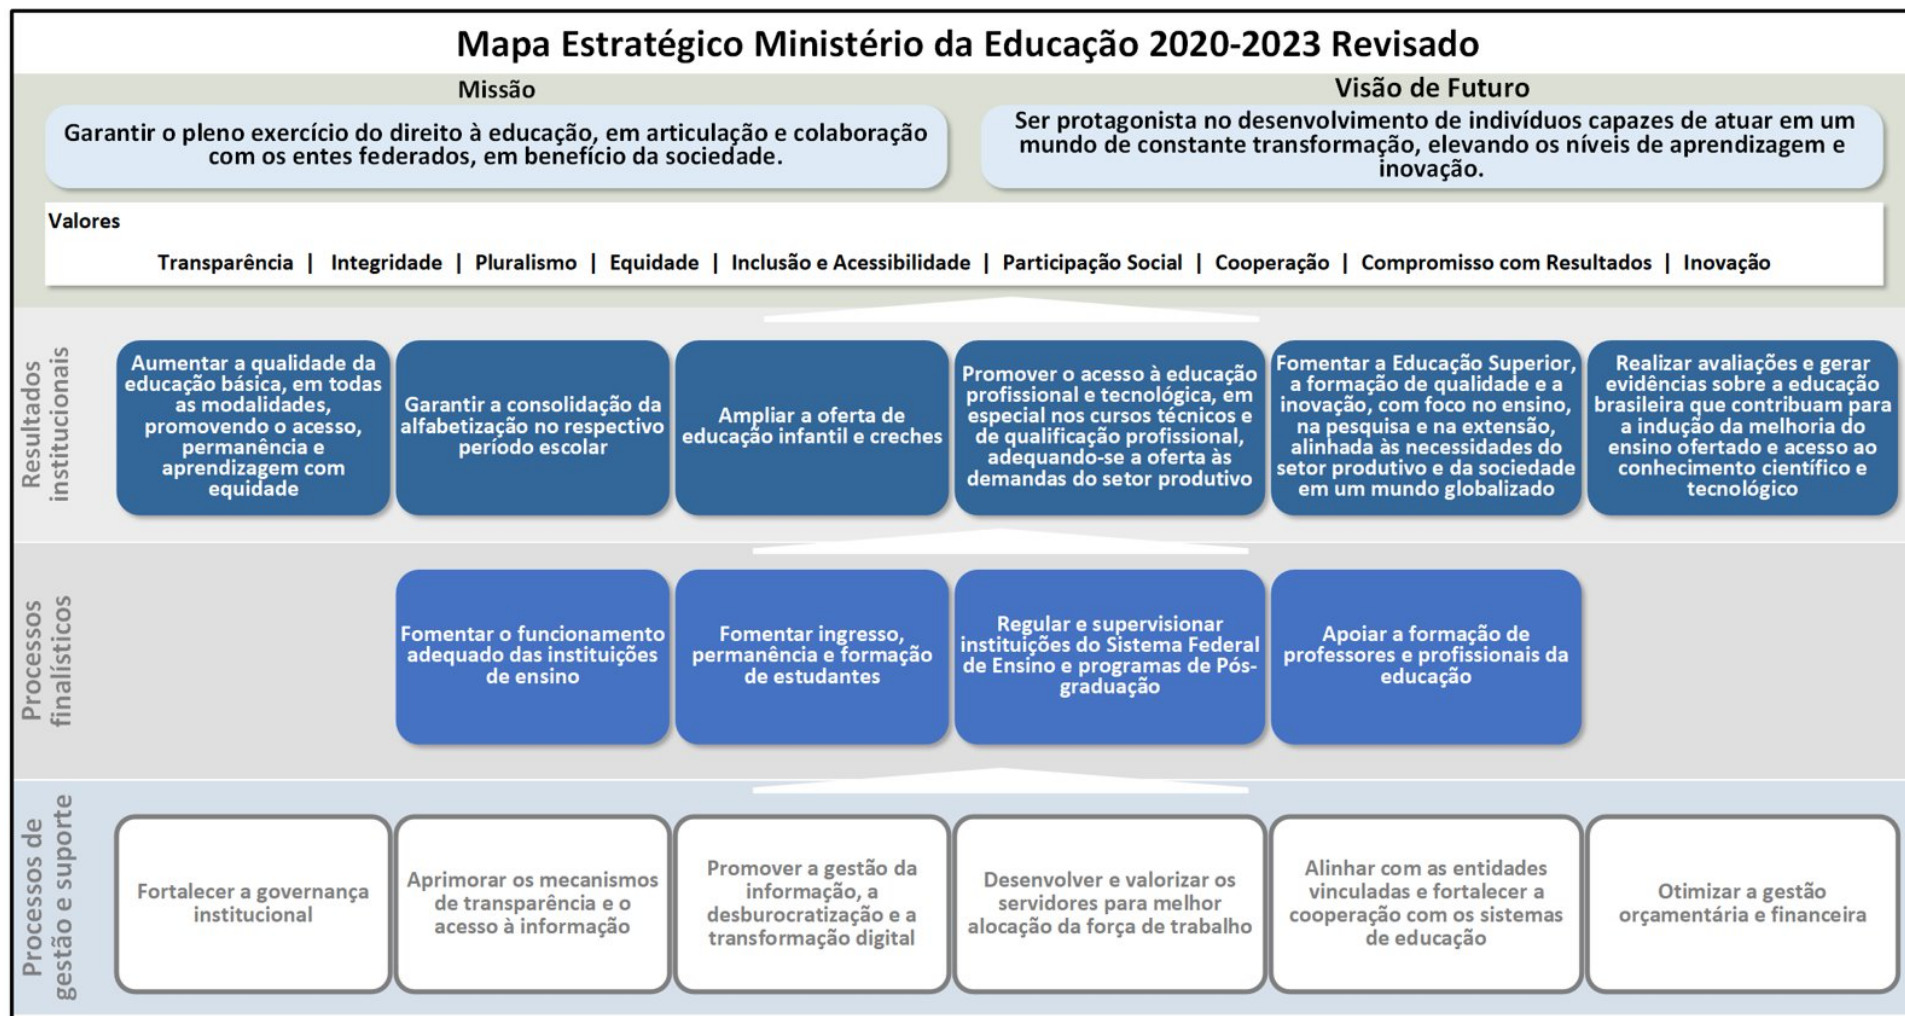 Mapa Estratégico Ministério da Educação 2020-2023 Revisado
Missão
Garantir o pleno exercício do direito à educação, em articulação e colaboração
com os entes federados, em benefício da sociedade.
Visão de Futuro
Ser protagonista no desenvolvimento de indivíduos capazes de atuar em um
mundo de constante transformação, elevando os níveis de aprendizagem e
inovação.
Valores
Transparência | Integridade | Pluralismo | Equidade | Inclusão e Acessibilidade | Participação Social | Cooperação | Compromisso com Resultados | Inovação
Resultados
institucionais
Aumentar a qualidade da
educação básica, em todas
as modalidades,
promovendo o acesso,
permanência e
aprendizagem com
equidade
Garantir a consolidação da
alfabetização no respectivo
período escolar
Ampliar a oferta de
educação infantil e creches
Promover o acesso à educação
profissional e tecnológica, em
especial nos cursos técnicos e
de qualificação profissional,
adequando-se a oferta às
demandas do setor produtivo
Fomentar a Educação Superior,
a formação de qualidade e a
inovação, com foco no ensino,
na pesquisa e na extensão,
alinhada às necessidades do
setor produtivo e da sociedade
em um mundo globalizado
Realizar avaliações e gerar
evidências sobre a educação
brasileira que contribuam para
a indução da melhoria do
ensino ofertado e acesso ao
conhecimento científico e
tecnológico
Processos
finalísticos
Fomentar o funcionamento
adequado das instituições
de ensino
Fomentar ingresso,
permanência e formação
de estudantes
Regular e supervisionar
instituições do Sistema Federal
de Ensino e programas de Pós-
graduação
Apoiar a formação de
professores e profissionais da
educação
Processos de
gestão e suporte
Fortalecer a governança
institucional
Aprimorar os mecanismos
de transparência e o
acesso à informação
Promover a gestão da
informação, a
desburocratização e a
transformação digital
Desenvolver e valorizar os
servidores para melhor
alocação da força de trabalho
Alinhar com as entidades
vinculadas e fortalecer a
cooperação com os sistemas
de educação
Otimizar a gestão
orçamentária e financeira